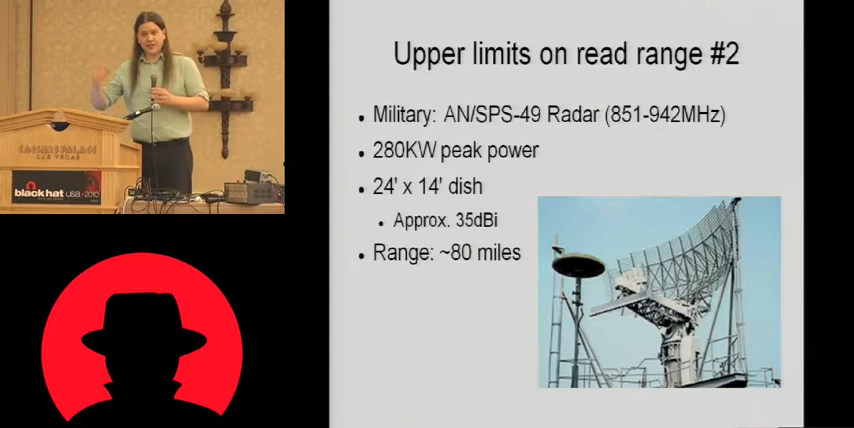 CAESARS PALACE
LAS VEGAS
black hat usa + 2010
Upper limits on read range #2
• Military: AN/SPS-49 Radar (851-942MHz)
• 280KW peak power
• 24' x 14' dish
• Approx. 35dBi
• Range: ~80 miles